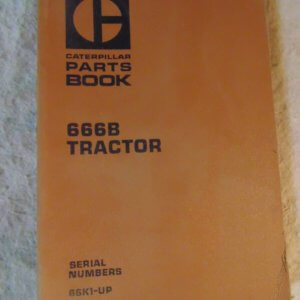 CATERPILLAR
PARTS
BOOK
666B
TRACTOR
SERIAL
NUMBERS
66K1-UP